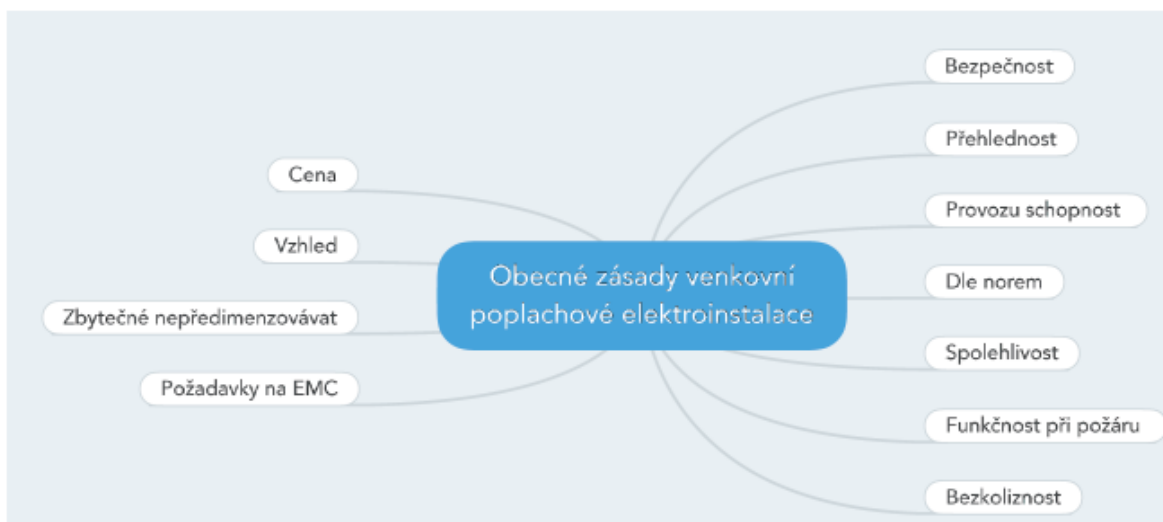 Bezpečnost
Přehlednost
Cena
Provozu schopnost
Vzhled
Obecné zásady venkovní
poplachové elektroinstalace
Dle norem
Zbytečné nepředimenzovávat
Spolehlivost
Požadavky na EMC
Funkčnost při požáru
Bezkoliznost